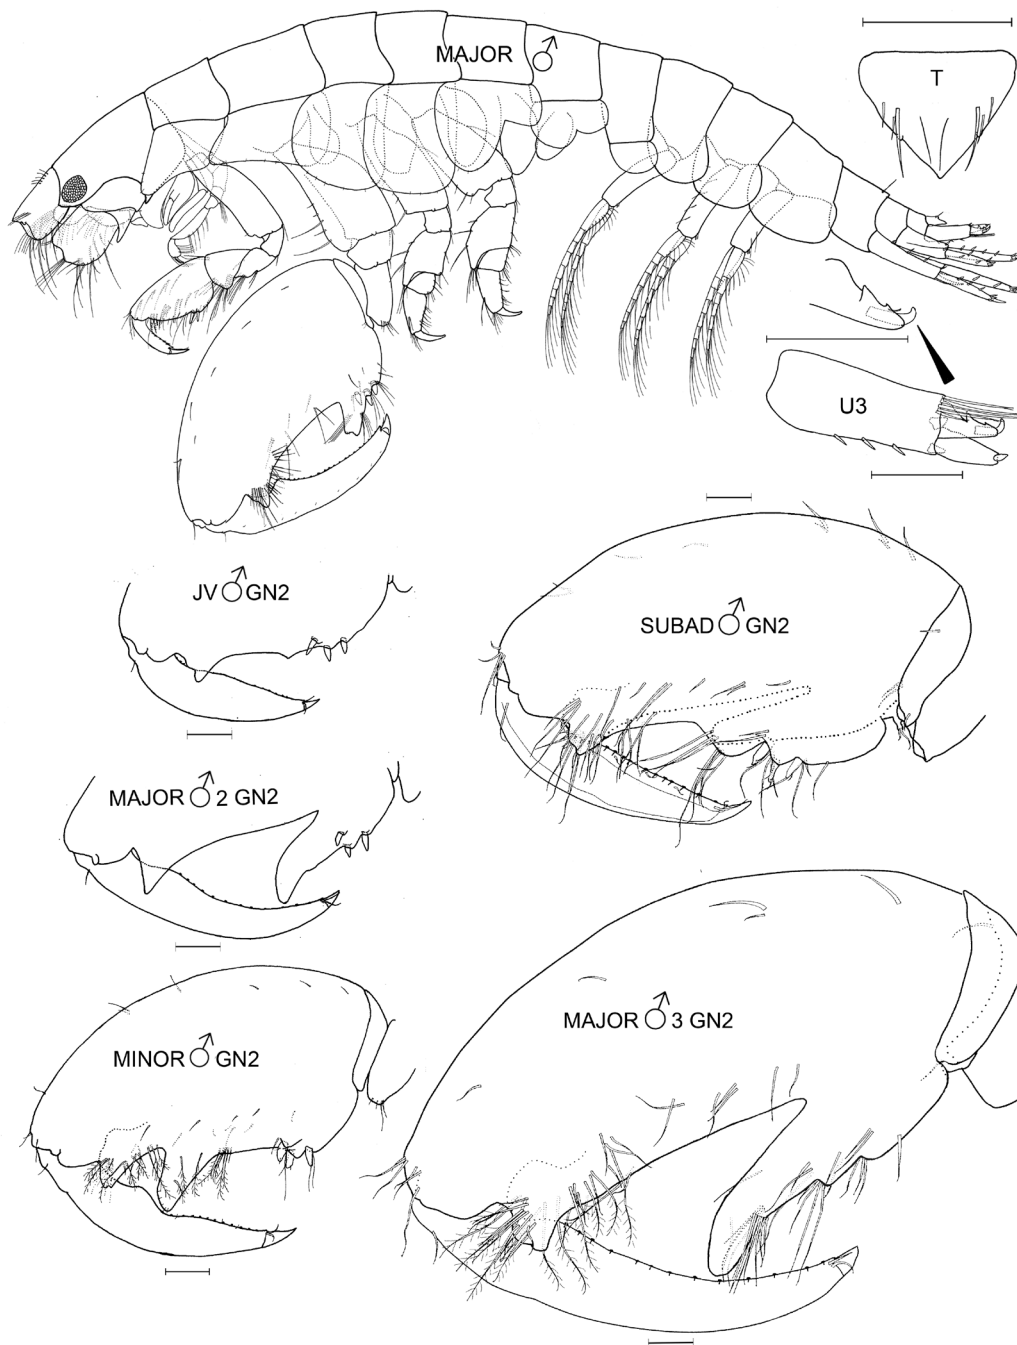 MAJOR ♂
T
U3
JV ♂ GN2
SUBAD ♂ GN2
MAJOR ♂ 2 GN2
MINOR ♂ GN2
MAJOR ♂ 3 GN2